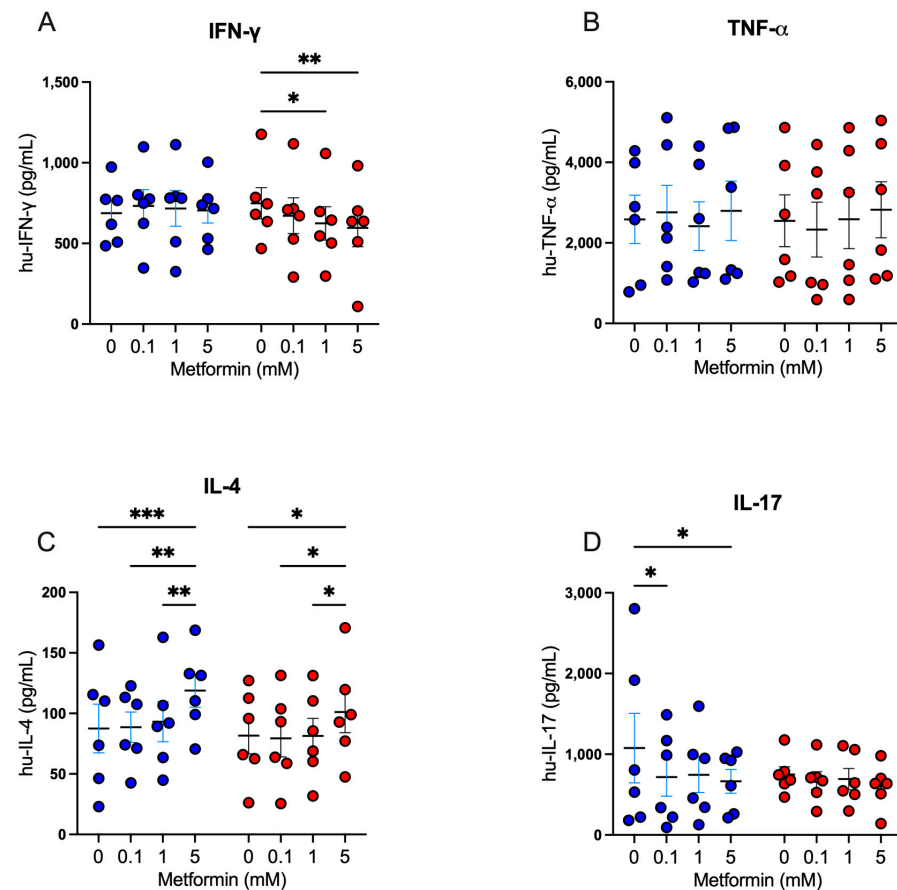 A
IFN-γ
**
*
1,500
1,000
500
0
hu-IFN-γ (pg/mL)
0 0.1 1 5 0 0.1 1 5
Metformin (mM)
B
TNF-α
6,000
4,000
2,000
0
hu-TNF-α (pg/mL)
0 0.1 1 5 0 0.1 1 5
Metformin (mM)
C
IL-4
*** *
** *
** *
200
150
100
50
0
hu-IL-4 (pg/mL)
0 0.1 1 5 0 0.1 1 5
Metformin (mM)
D
IL-17
*
*
3,000
2,000
1,000
0
hu-IL-17 (pg/mL)
0 0.1 1 5 0 0.1 1 5
Metformin (mM)